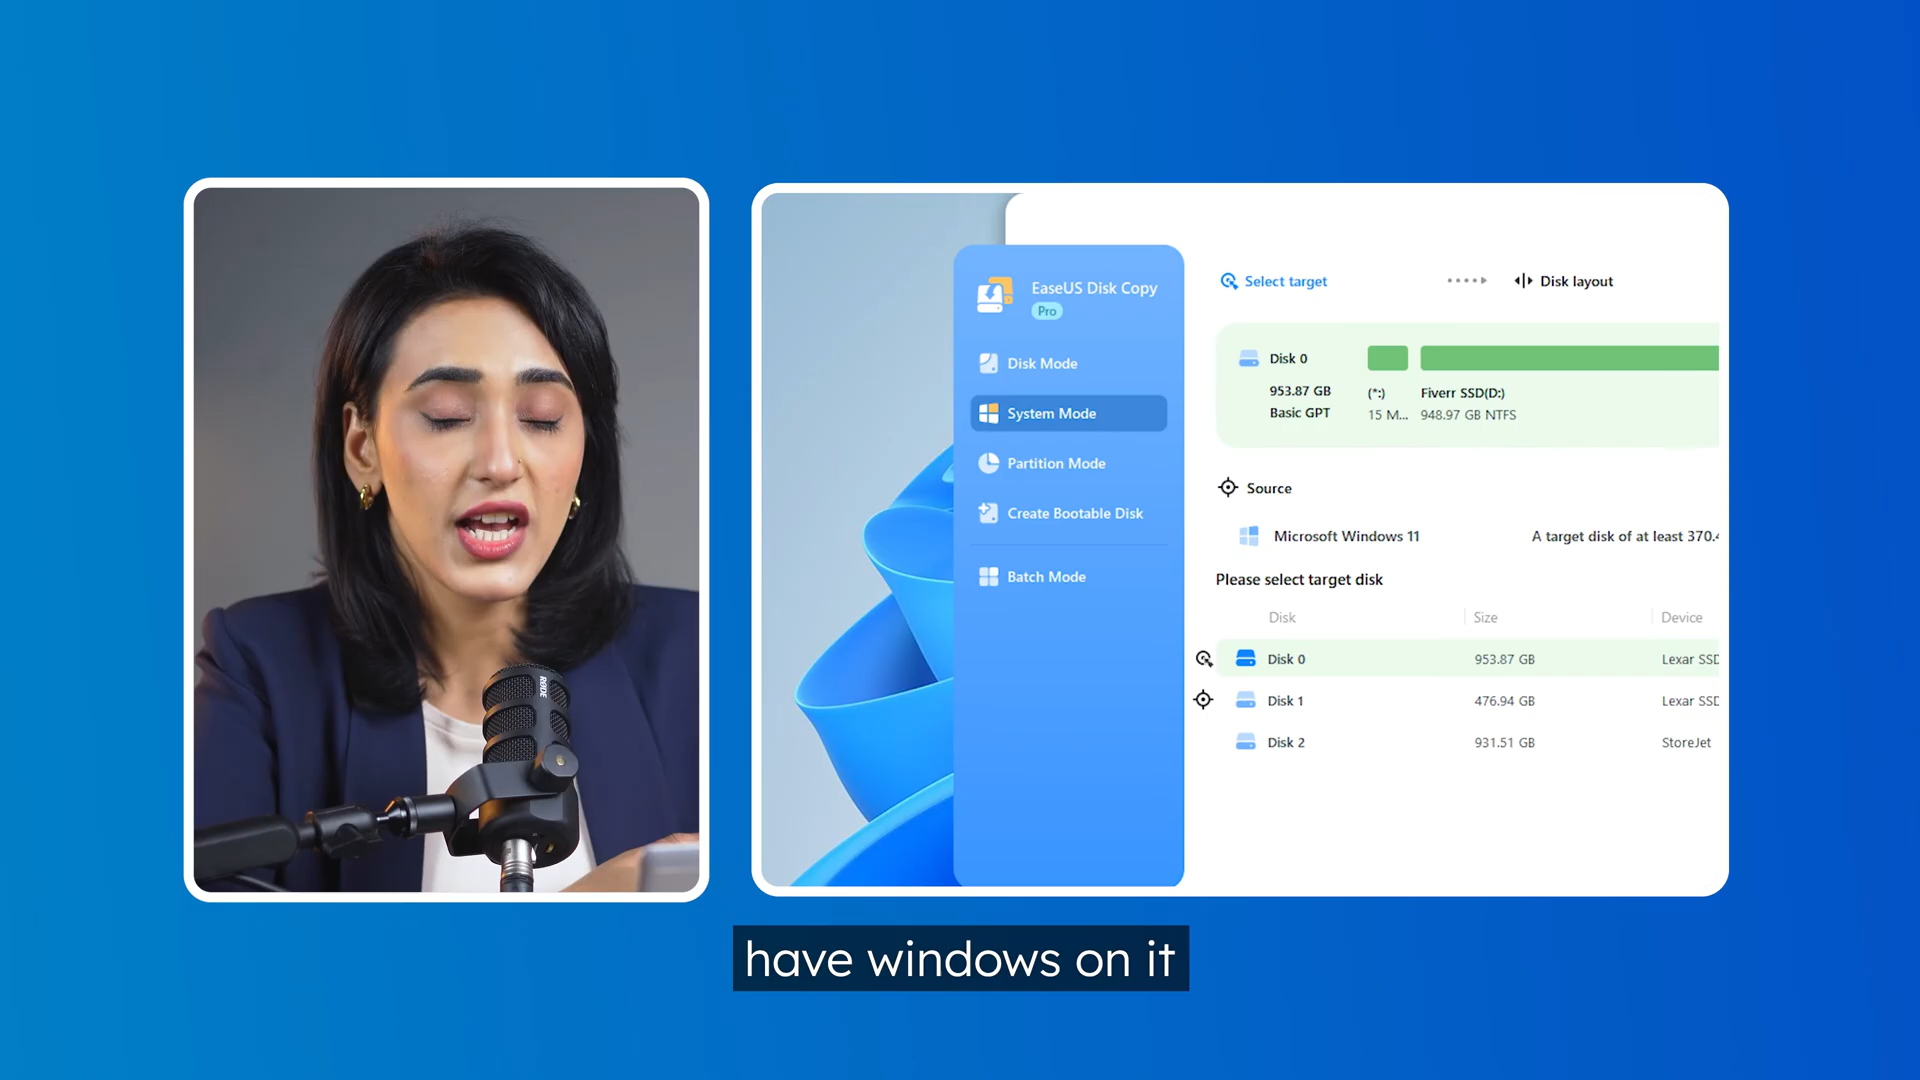 EaseUS Disk Copy
Pro
Disk Mode
System Mode
Partition Mode
Create Bootable Disk
Batch Mode
Select target
Disk layout
Disk 0
953.87 GB
Basic GPT
(*:)
15 M...
Fiverr SSD(D:)
948.97 GB NTFS
Source
Microsoft Windows 11 A target disk of at least 370.4
Please select target disk
Disk Size Device
Disk 0 953.87 GB Lexar SSD
Disk 1 476.94 GB Lexar SSD
Disk 2 931.51 GB StoreJet
RØDE
have windows on it